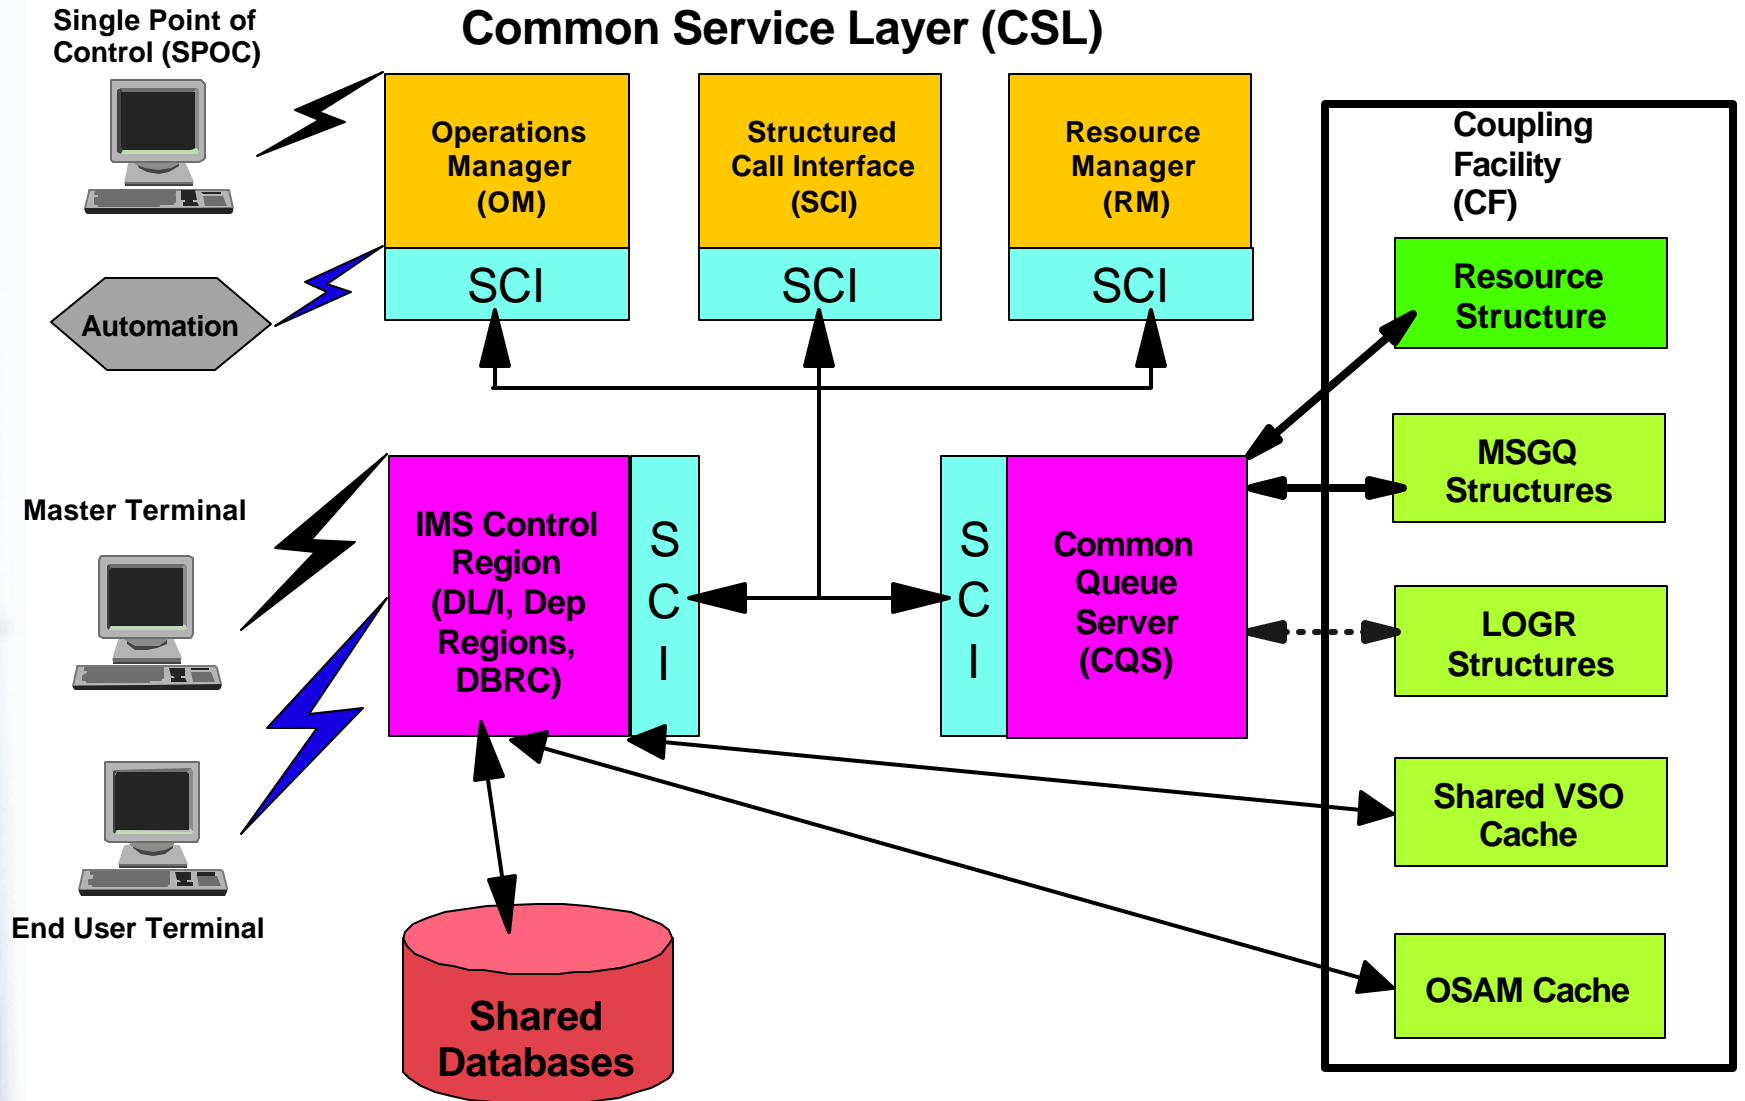 Single Point of
Control (SPOC)
Common Service Layer (CSL)
Operations
Manager
(OM)
SCI
Structured
Call Interface
(SCI)
SCI
Resource
Manager
(RM)
SCI
Coupling
Facility
(CF)
Automation
Resource
Structure
MSGQ
Structures
LOGR
Structures
Shared VSO
Cache
OSAM Cache
Master Terminal
IMS Control
Region
(DL/I, Dep
Regions,
DBRC)
S
C
I
S
C
I
Common
Queue
Server
(CQS)
End User Terminal
Shared
Databases